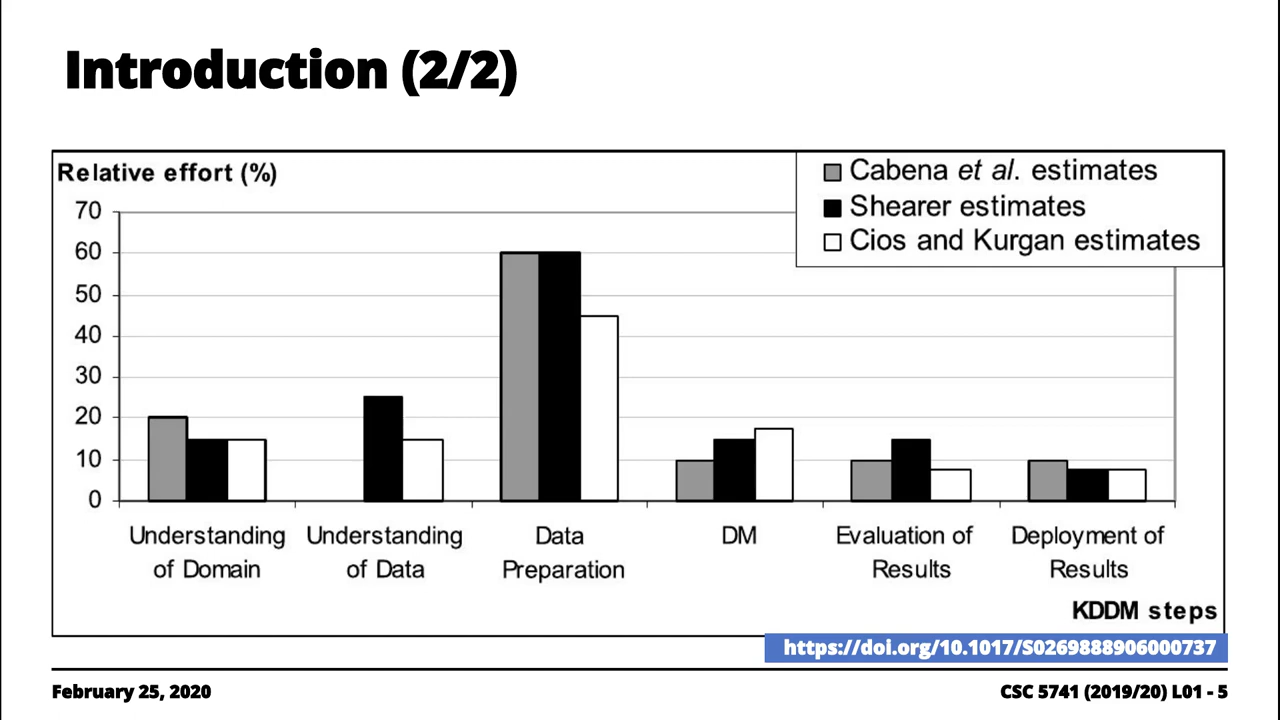 Introduction (2/2)
Relative effort (%)
Cabena et al. estimates
Shearer estimates
Cios and Kurgan estimates
70
60
50
40
30
20
10
0
Understanding of Domain
Understanding of Data
Data Preparation
DM
Evaluation of Results
Deployment of Results
KDDM steps
https://doi.org/10.1017/S0269888906000737
February 25, 2020
CSC 5741 (2019/20) L01 - 5